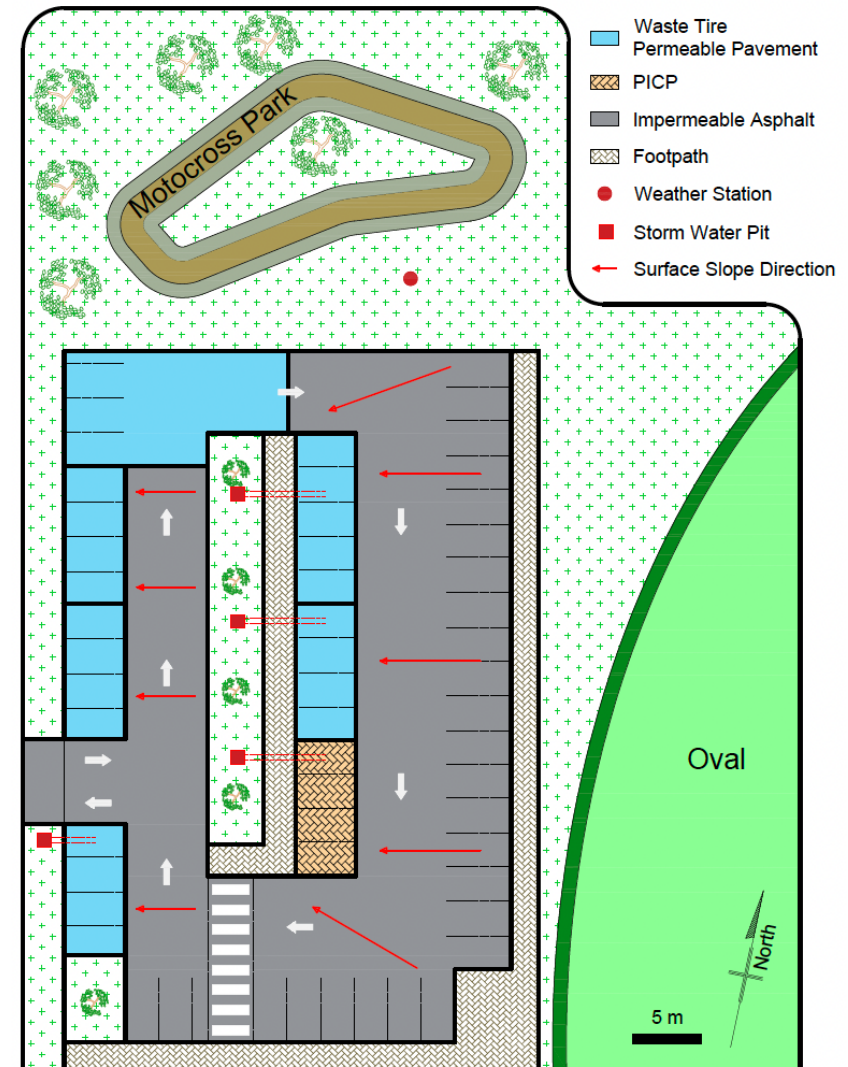 Waste Tire
Permeable Pavement
PICP
Impermeable Asphalt
Footpath
Weather Station
Storm Water Pit
Surface Slope Direction
Motocross Park
Oval
North
5 m